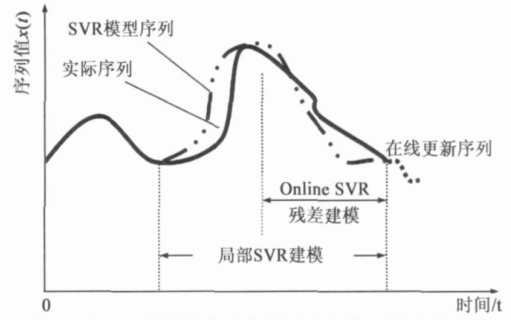 序列值x(t)
SVR模型序列
实际序列
在线更新序列
Online SVR
残差建模
局部SVR建模
0
时间/t